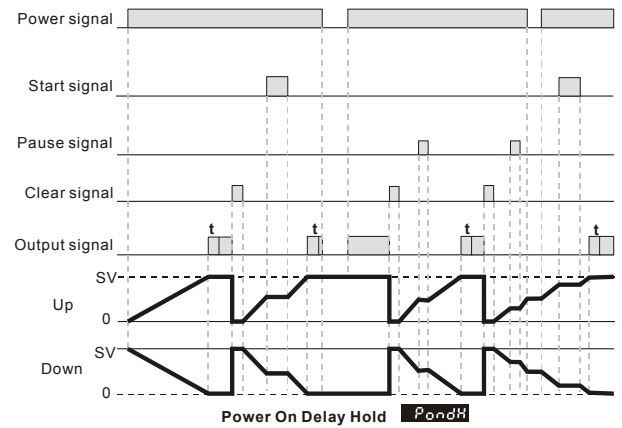 Power signal
Start signal
Pause signal
Clear signal
t t t t
Output signal
SV
Up
0
SV
Down
0
Power On Delay Hold PondH